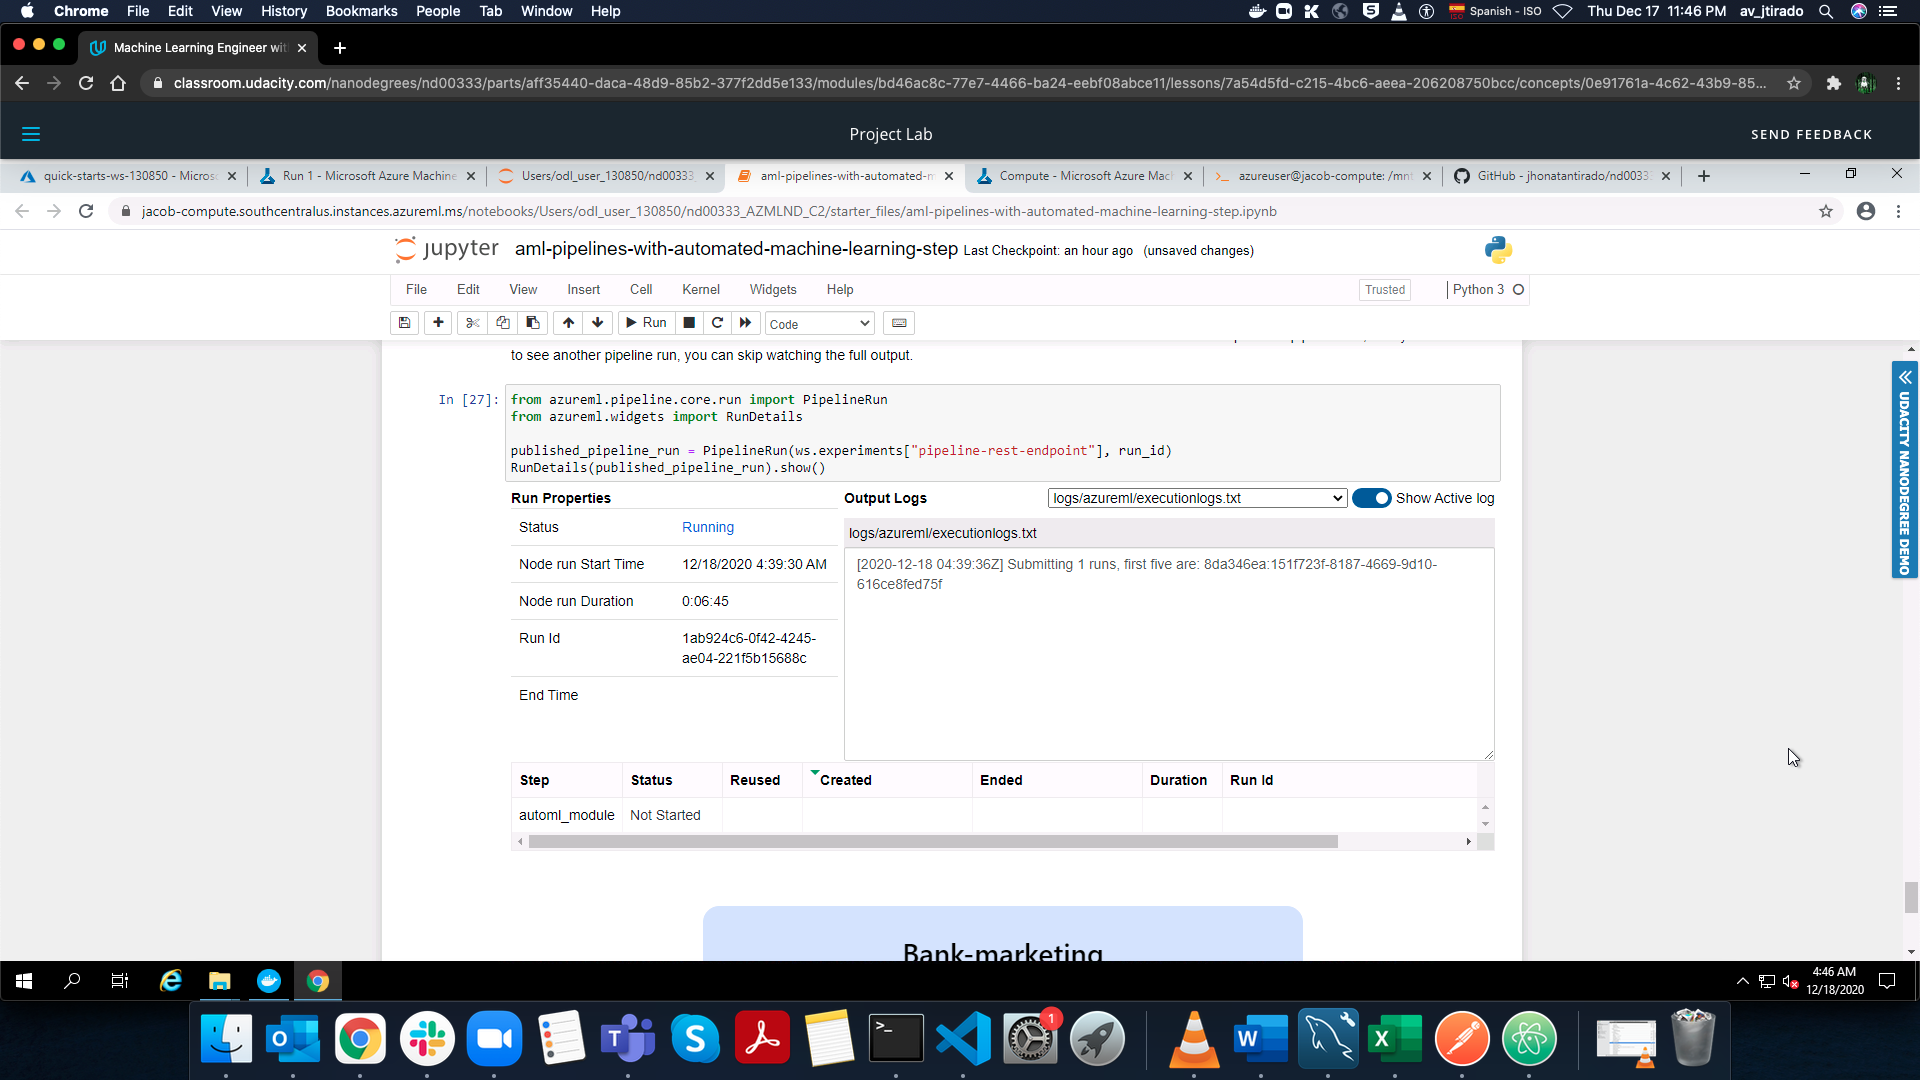 Chrome File Edit View History Bookmarks People Tab Window Help Spanish - ISO Thu Dec 17 11:46 PM av_jtirado
Machine Learning Engineer wit
classroom.udacity.com/nanodegrees/nd00333/parts/aff35440-daca-48d9-85b2-377f2dd5e133/modules/bd46ac8c-77e7-4466-ba24-eebf08abce11/lessons/7a54d5fd-c215-4bc6-aeea-206208750bcc/concepts/0e91761a-4c62-43b9-85...
Project Lab SEND FEEDBACK
quick-starts-ws-130850 - Micros Run 1 - Microsoft Azure Machine Users/odl_user_130850/nd00333_ aml-pipelines-with-automated-m Compute - Microsoft Azure Mac azureuser@jacob-compute: /mnt GitHub - jhonatantirado/nd00333
jacob-compute.southcentralus.instances.azureml.ms/notebooks/Users/odl_user_130850/nd00333_AZMLND_C2/starter_files/aml-pipelines-with-automated-machine-learning-step.ipynb
jupyter aml-pipelines-with-automated-machine-learning-step Last Checkpoint: an hour ago (unsaved changes)
File Edit View Insert Cell Kernel Widgets Help Trusted Python 3
Run Code
to see another pipeline run, you can skip watching the full output.
In [27]: from azureml.pipeline.core.run import PipelineRun
from azureml.widgets import RunDetails
published_pipeline_run = PipelineRun(ws.experiments["pipeline-rest-endpoint"], run_id)
RunDetails(published_pipeline_run).show()
Run Properties
Status Running
Node run Start Time 12/18/2020 4:39:30 AM
Node run Duration 0:06:45
Run Id 1ab924c6-0f42-4245-
ae04-221f5b15688c
End Time
Output Logs logs/azureml/executionlogs.txt Show Active log
logs/azureml/executionlogs.txt
[2020-12-18 04:39:36Z] Submitting 1 runs, first five are: 8da346ea:151f723f-8187-4669-9d10-
616ce8fed75f
Step Status Reused Created Ended Duration Run Id
automl_module Not Started
Bank-marketing
UDACITY NANODEGREE DEMO
4:46 AM
12/18/2020
1